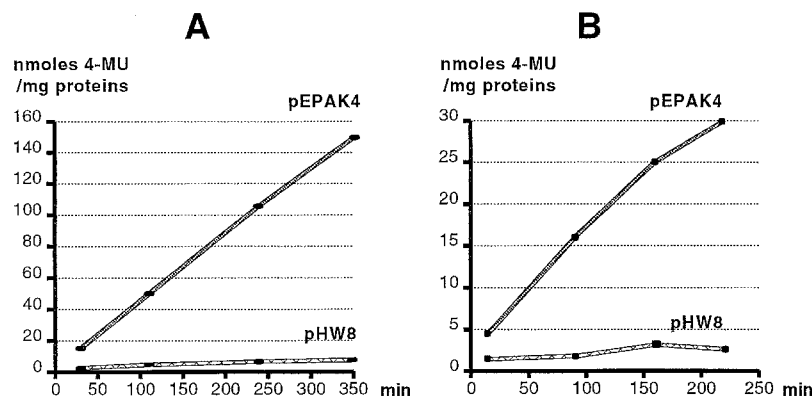 A
nmoles 4-MU
/mg proteins
pEPAK4
160
140
120
100
80
60
40
20
0
pHW8
0 50 100 150 200 250 300 350 min
B
nmoles 4-MU
/mg proteins
pEPAK4
30
25
20
15
10
5
0
pHW8
0 50 100 150 200 250 min